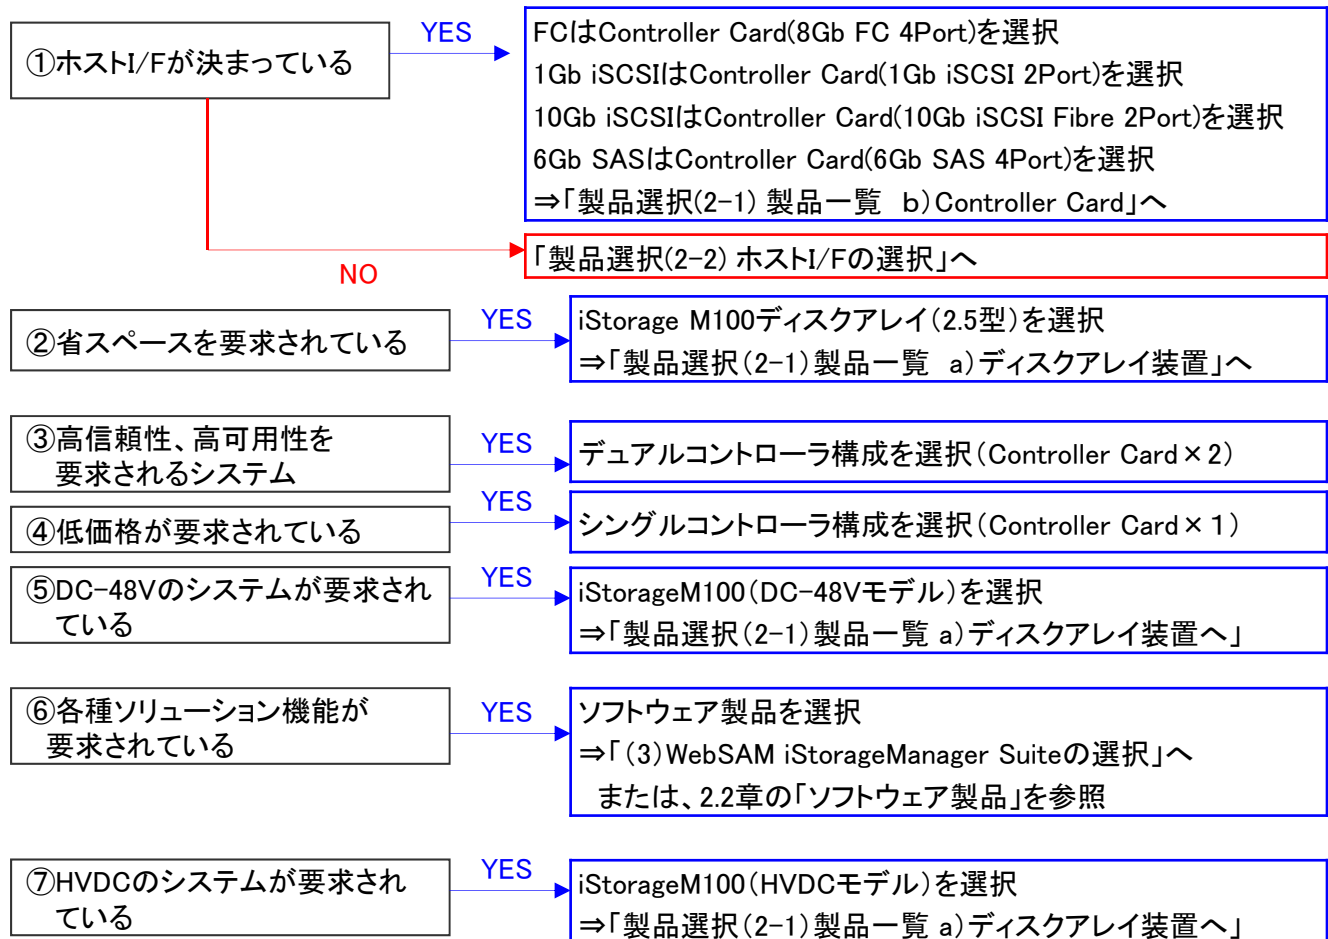 ①ホストI/Fが決まっている
YES
FCはController Card(8Gb FC 4Port)を選択
1Gb iSCSIはController Card(1Gb iSCSI 2Port)を選択
10Gb iSCSIはController Card(10Gb iSCSI Fibre 2Port)を選択
6Gb SASはController Card(6Gb SAS 4Port)を選択
⇒「製品選択(2-1) 製品一覧　b)Controller Card」へ
NO
「製品選択(2-2) ホストI/Fの選択」へ
②省スペースを要求されている
YES
iStorage M100ディスクアレイ(2.5型)を選択
⇒「製品選択(2-1)製品一覧　a)ディスクアレイ装置」へ
③高信頼性、高可用性を
要求されるシステム
YES
デュアルコントローラ構成を選択(Controller Card×2)
④低価格が要求されている
YES
シングルコントローラ構成を選択(Controller Card×1)
⑤DC-48Vのシステムが要求され
ている
YES
iStorageM100(DC-48Vモデル)を選択
⇒「製品選択(2-1)製品一覧 a)ディスクアレイ装置へ」
⑥各種ソリューション機能が
要求されている
YES
ソフトウェア製品を選択
⇒「(3)WebSAM iStorageManager Suiteの選択」へ
または、2.2章の「ソフトウェア製品」を参照
⑦HVDCのシステムが要求され
ている
YES
iStorageM100(HVDCモデル)を選択
⇒「製品選択(2-1)製品一覧 a)ディスクアレイ装置へ」